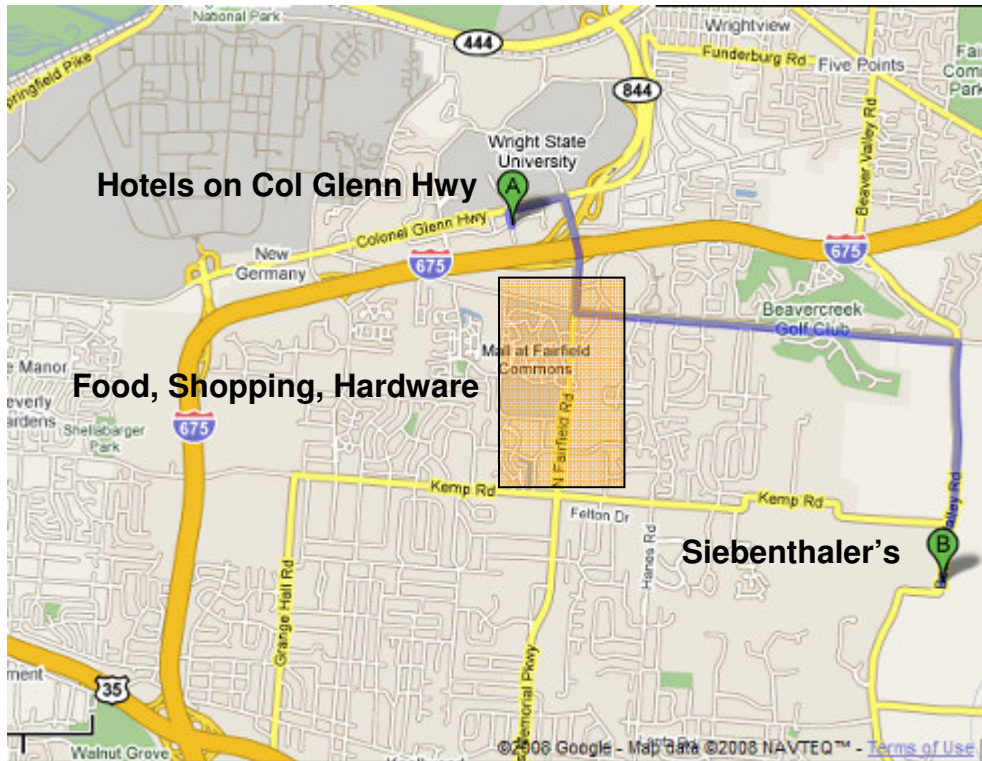 National Park
Wrightview
444
Funderburg Rd
Five Points
Springfield Pike
844
Wright State
University
Beaver Valley Rd
Hotels on Col Glenn Hwy
A
Colonel Glenn Hwy
New
Germany
675
675
Beavercreek
Golf Club
Mall at Fairfield
Commons
e Manor
Food, Shopping, Hardware
everly
ardens
Shellabarger
Park
675
N Fairfield Rd
Kemp Rd
Kemp Rd
Valley Rd
Felton Dr
Siebenthaler's
B
Hanes Rd
Grange Hall Rd
Memorial Pkwy
ment
35
Walnut Grove
©2008 Google - Map data ©2008 NAVTEQ™ - Terms of Use